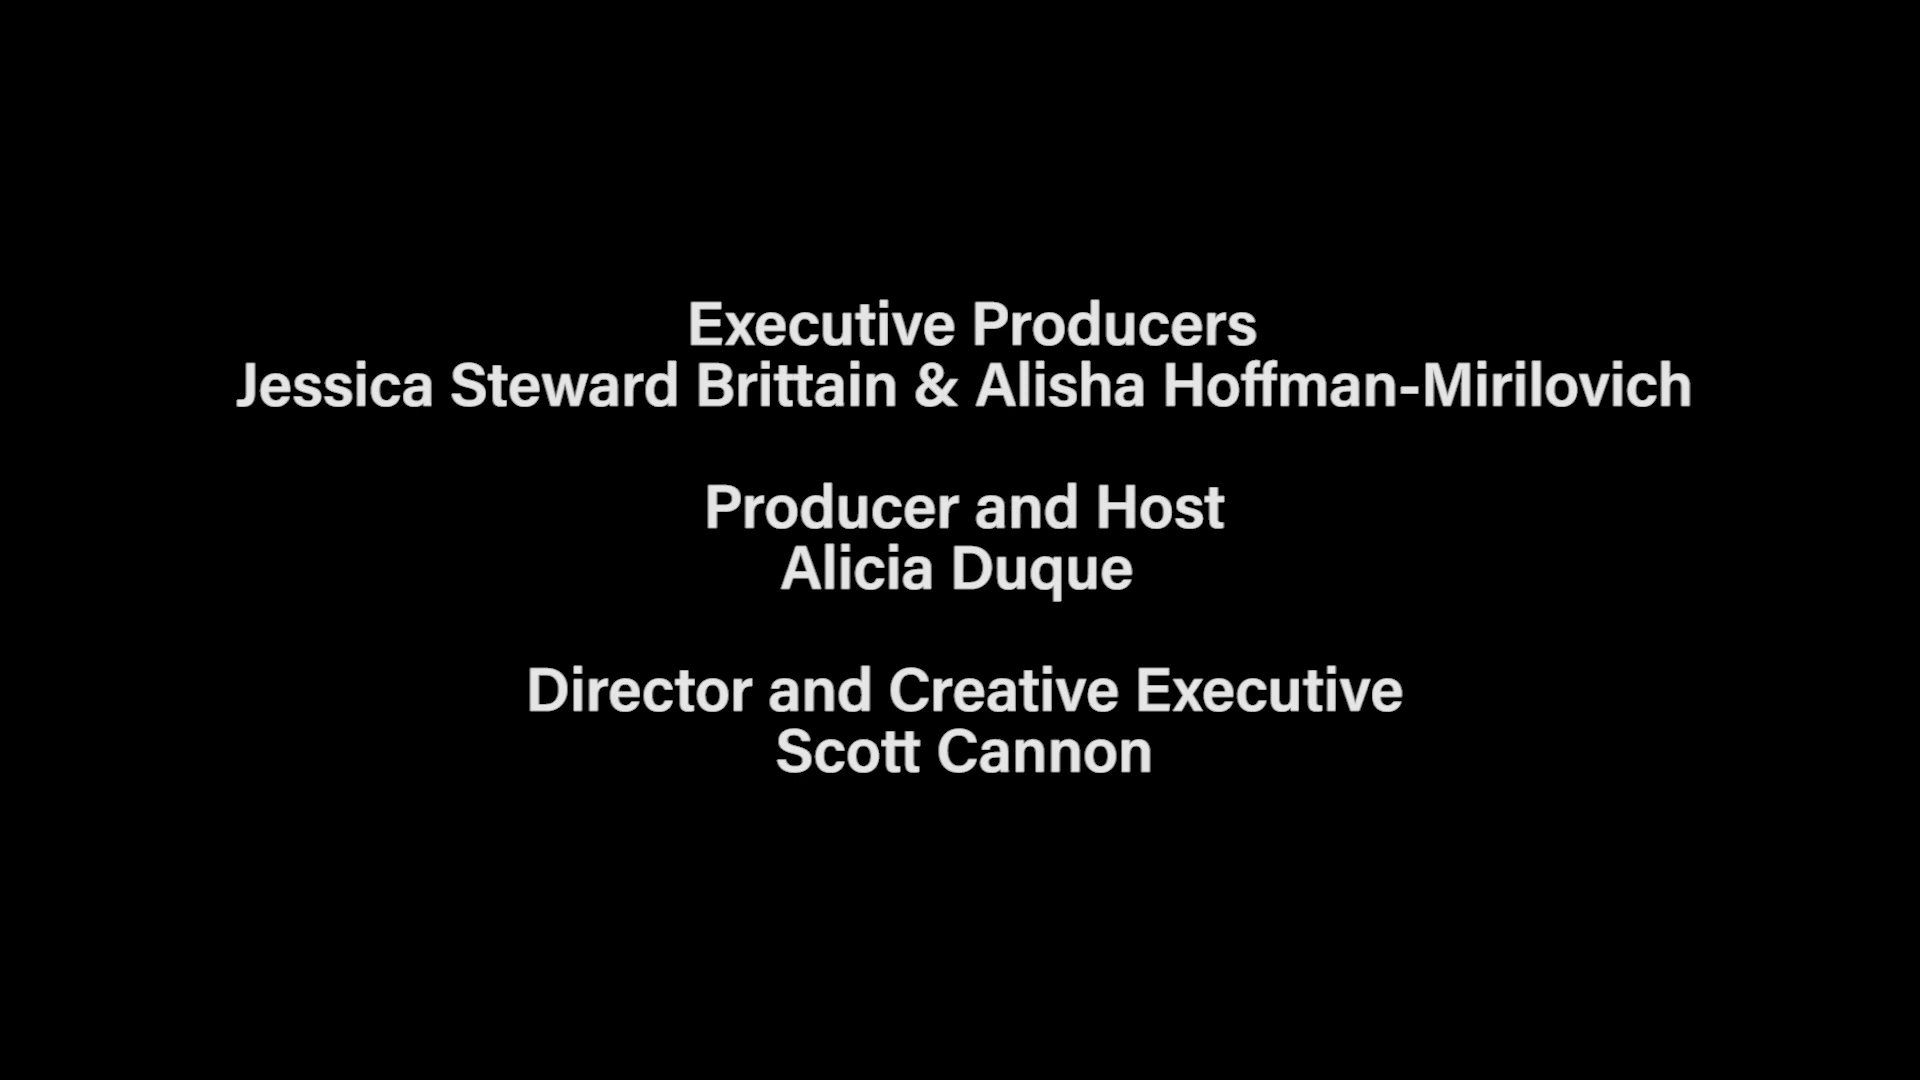 Executive Producers
Jessica Steward Brittain & Alisha Hoffman-Mirilovich
Producer and Host
Alicia Duque
Director and Creative Executive
Scott Cannon